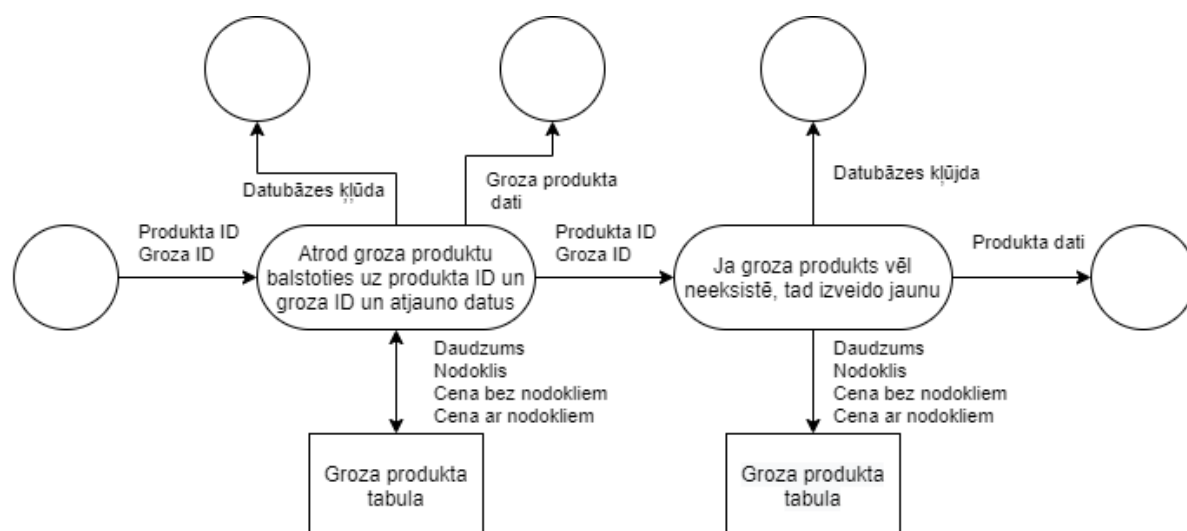 Datubāzes kļūda
Groza produkta
dati
Datubāzes kļūjda
Produkta ID
Groza ID
Atrod groza produktu
balstoties uz produkta ID un
groza ID un atjauno datus
Produkta ID
Groza ID
Ja groza produkts vēl
neeksistē, tad izveido jaunu
Produkta dati
Daudzums
Nodoklis
Cena bez nodokliem
Cena ar nodokliem
Daudzums
Nodoklis
Cena bez nodokliem
Cena ar nodokliem
Groza produkta
tabula
Groza produkta
tabula